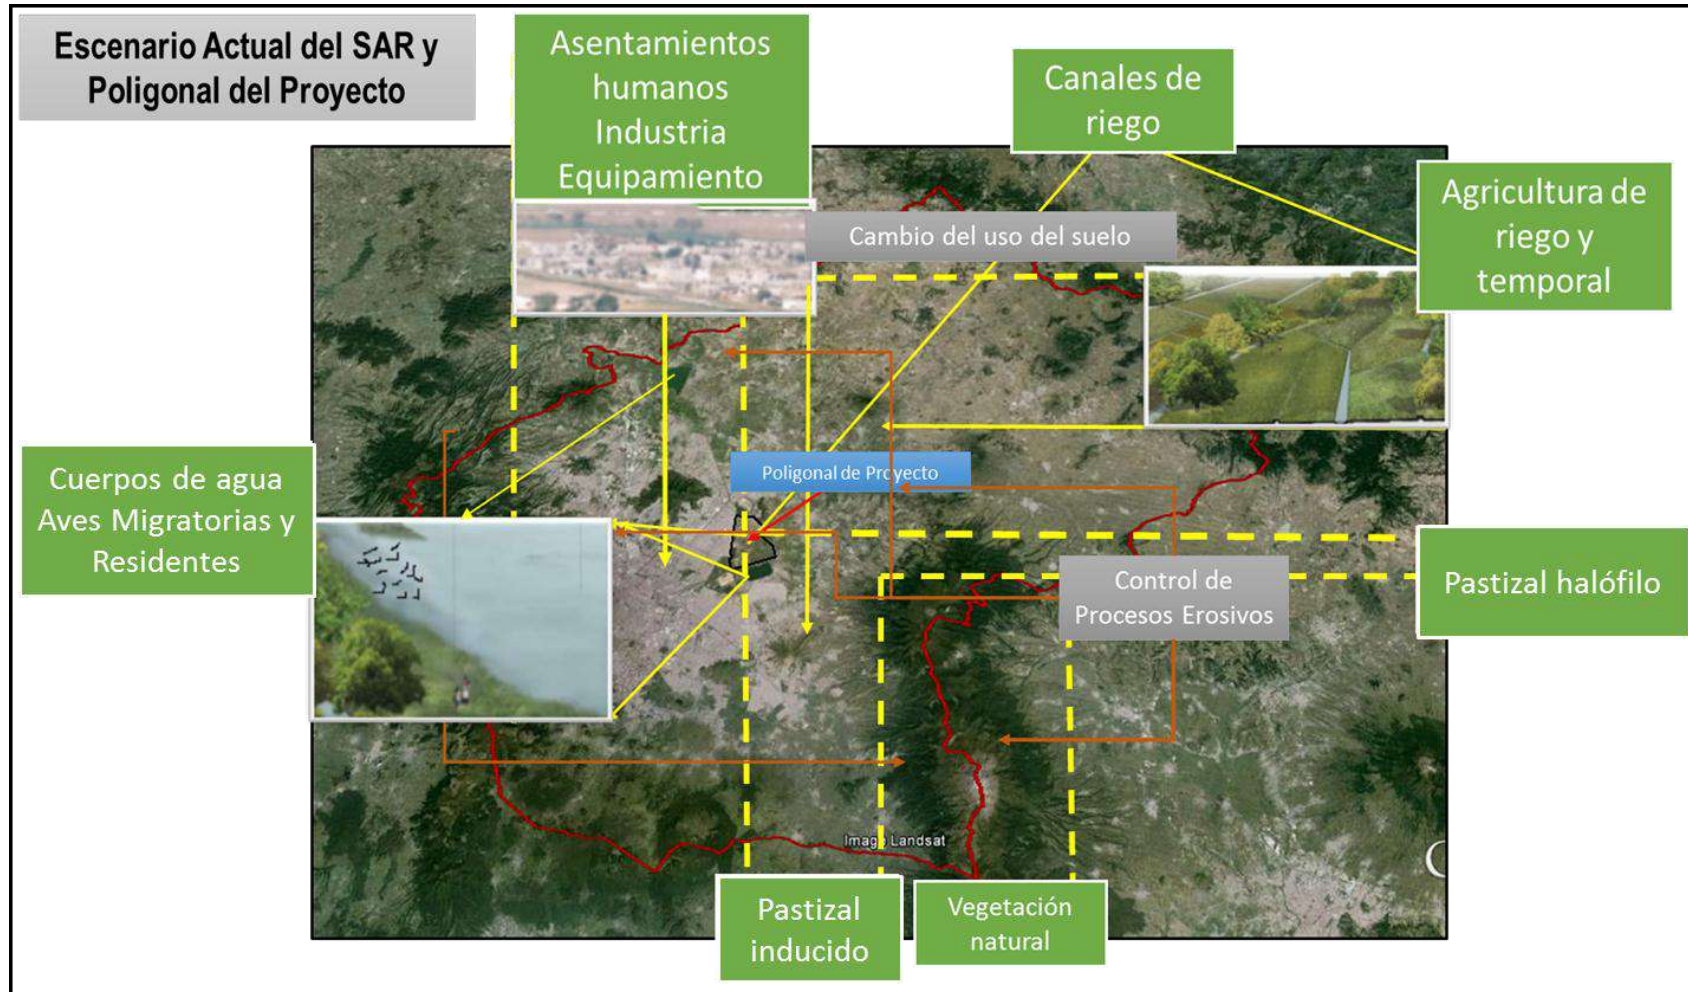 Escenario Actual del SAR y
Poligonal del Proyecto
Asentamientos
humanos
Industria
Equipamiento
Canales de
riego
Agricultura de
riego y
temporal
Cambio del uso del suelo
Poligonal de Proyecto
Cuerpos de agua
Aves Migratorias y
Residentes
Control de
Procesos Erosivos
Pastizal halófilo
Image Landsat
Pastizal
inducido
Vegetación
natural